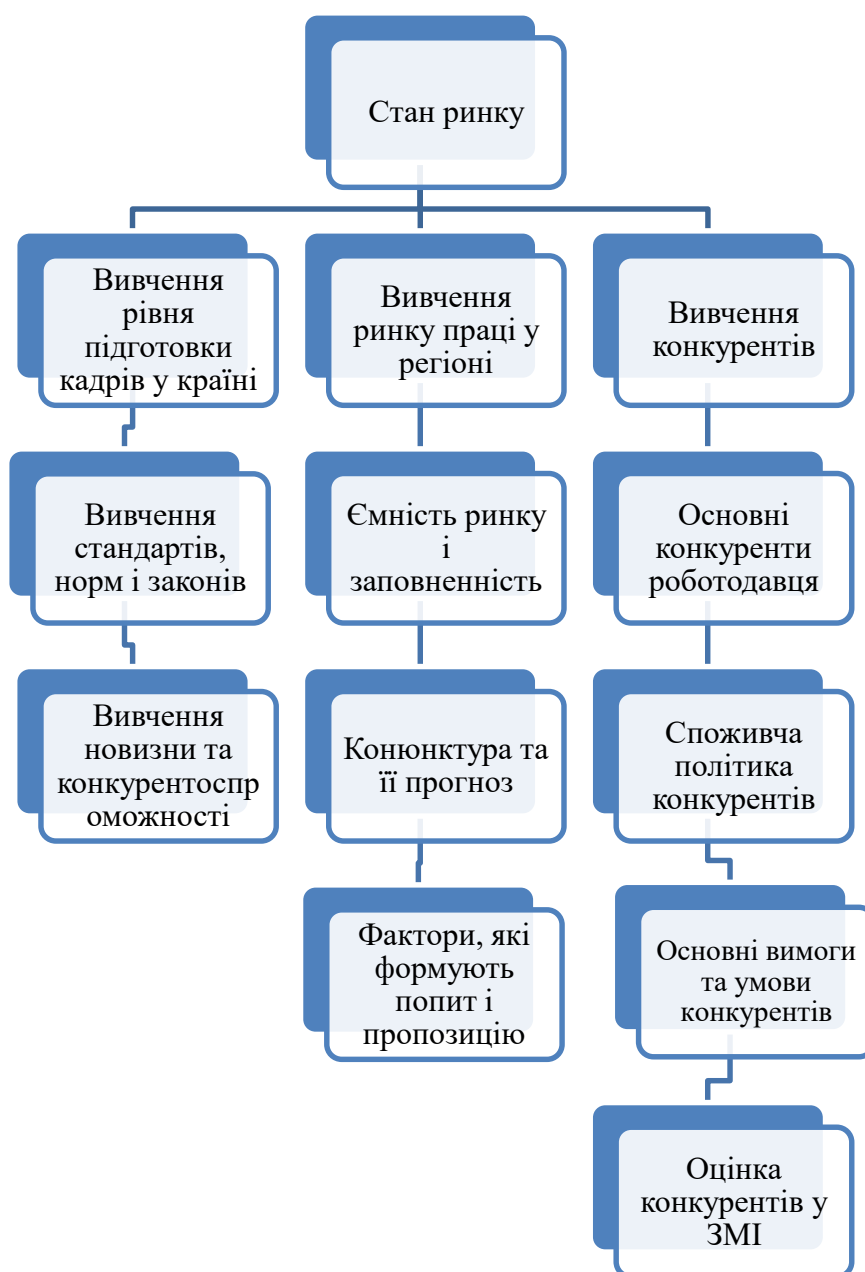 Стан ринку
Вивчення
рівня
підготовки
кадрів у країні
Вивчення
ринку праці у
регіоні
Вивчення
конкурентів
Вивчення
стандартів,
норм і законів
Ємність ринку
і
заповненність
Основні
конкуренти
роботодавця
Вивчення
новизни та
конкурентоспр
оможності
Конюнктура та
її прогноз
Споживча
політика
конкурентів
Фактори, які
формують
попит і
пропозицію
Основні вимоги
та умови
конкурентів
Оцінка
конкурентів у
ЗМІ